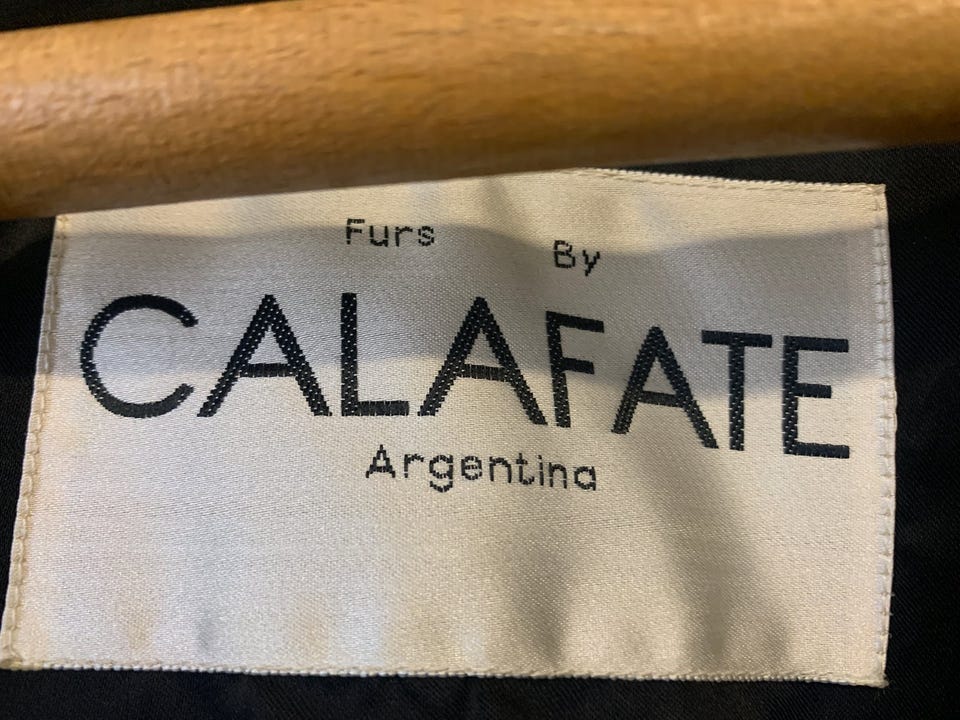 Furs By
CALAFATE
Argentina